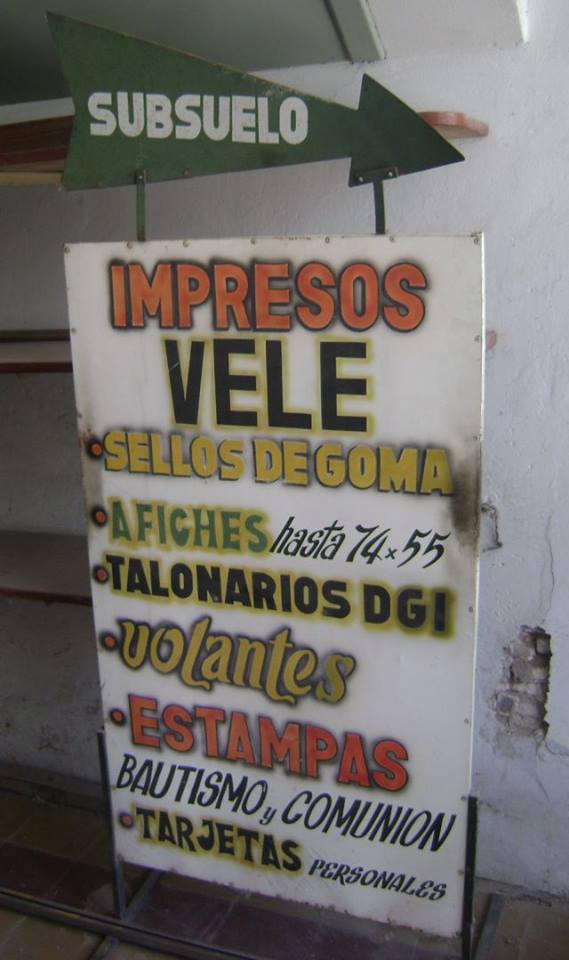 SUBSUELO
IMPRESOS
VELE
SELLOS DE GOMA
AFICHES hasta 74x55
TALONARIOS DGI
volantes
ESTAMPAS
BAUTISMO y COMUNION
TARJETAS PERSONALES